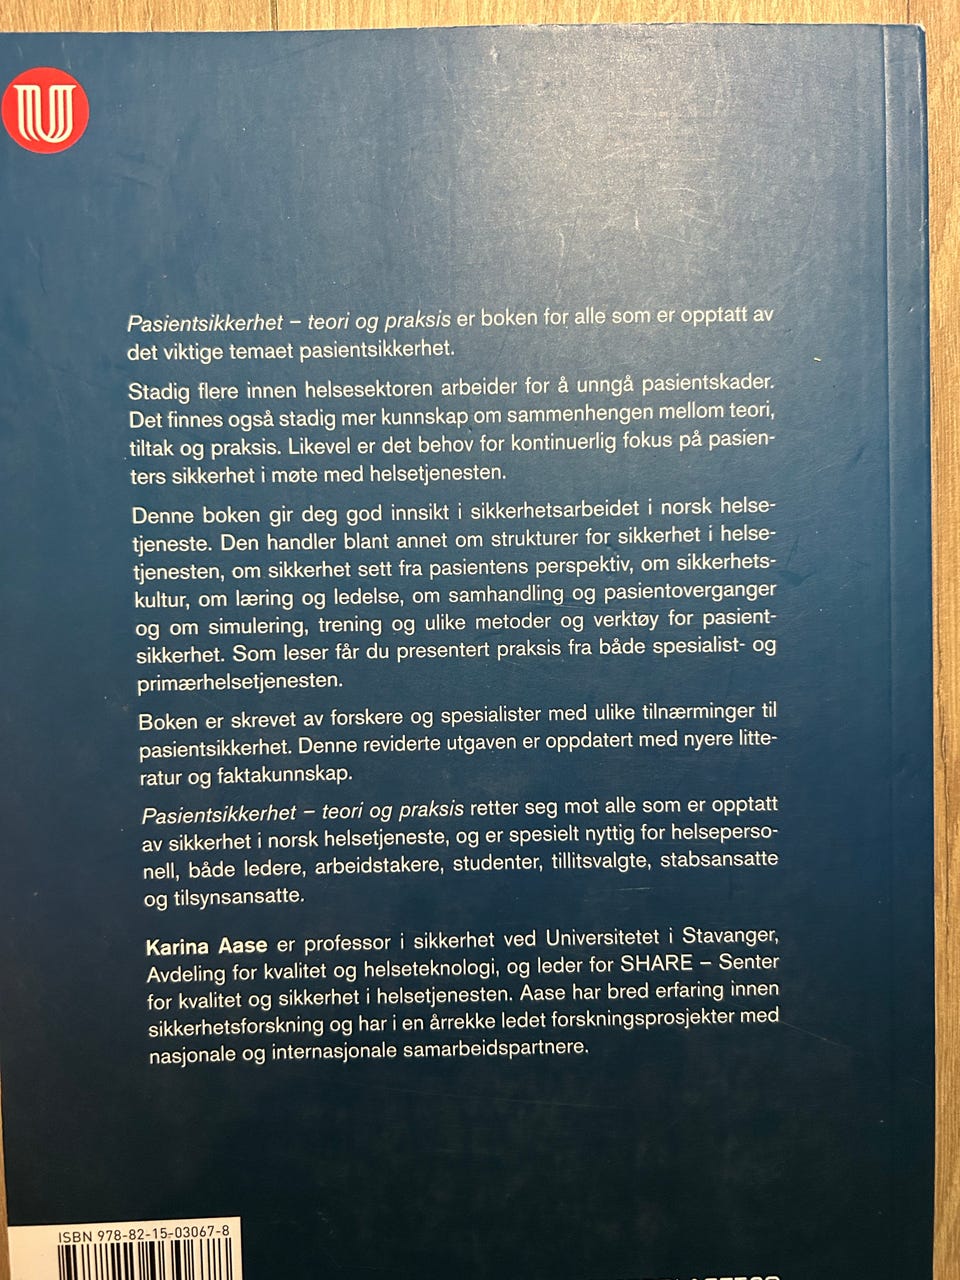 U
Pasientsikkerhet – teori og praksis er boken for alle som er opptatt av
det viktige temaet pasientsikkerhet.
Stadig flere innen helsesektoren arbeider for å unngå pasientskader.
Det finnes også stadig mer kunnskap om sammenhengen mellom teori,
tiltak og praksis. Likevel er det behov for kontinuerlig fokus på pasien-
ters sikkerhet i møte med helsetjenesten.
Denne boken gir deg god innsikt i sikkerhetsarbeidet i norsk helse-
tjeneste. Den handler blant annet om strukturer for sikkerhet i helse-
tjenesten, om sikkerhet sett fra pasientens perspektiv, om sikkerhets-
kultur, om læring og ledelse, om samhandling og pasientoverganger
og om simulering, trening og ulike metoder og verktøy for pasient-
sikkerhet. Som leser får du presentert praksis fra både spesialist- og
primærhelsetjenesten.
Boken er skrevet av forskere og spesialister med ulike tilnærminger til
pasientsikkerhet. Denne reviderte utgaven er oppdatert med nyere litte-
ratur og faktakunnskap.
Pasientsikkerhet – teori og praksis retter seg mot alle som er opptatt
av sikkerhet i norsk helsetjeneste, og er spesielt nyttig for helseperso-
nell, både ledere, arbeidstakere, studenter, tillitsvalgte, stabsansatte
og tilsynsansatte.
Karina Aase er professor i sikkerhet ved Universitetet i Stavanger,
Avdeling for kvalitet og helseteknologi, og leder for SHARE – Senter
for kvalitet og sikkerhet i helsetjenesten. Aase har bred erfaring innen
sikkerhetsforskning og har i en årrekke ledet forskningsprosjekter med
nasjonale og internasjonale samarbeidspartnere.
ISBN 978-82-15-03067-8